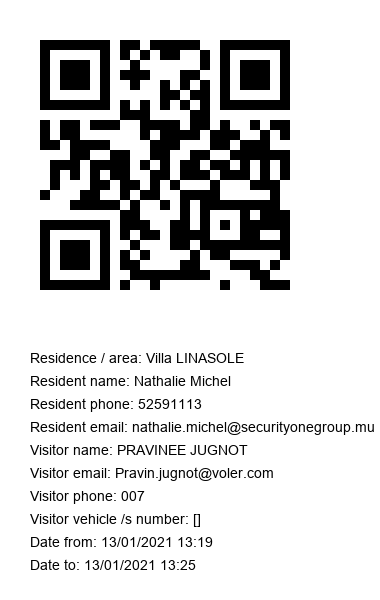 Residence / area: Villa LINASOLE
Resident name: Nathalie Michel
Resident phone: 52591113
Resident email: nathalie.michel@securityonegroup.mu
Visitor name: PRAVINEE JUGNOT
Visitor email: Pravin.jugnot@voler.com
Visitor phone: 007
Visitor vehicle /s number: []
Date from: 13/01/2021 13:19
Date to: 13/01/2021 13:25